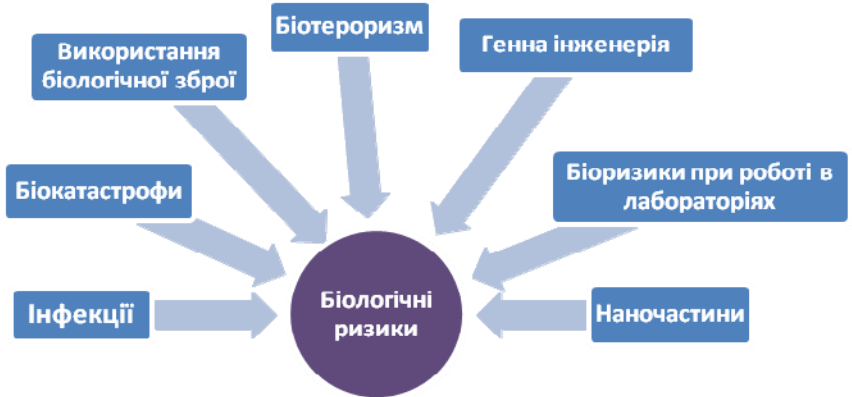 Біотероризм
Використання
біологічної зброї
Генна інженерія
Біокатастрофи
Біоризики при роботі в
лабораторіях
Інфекції
Біологічні
ризики
Наночастини